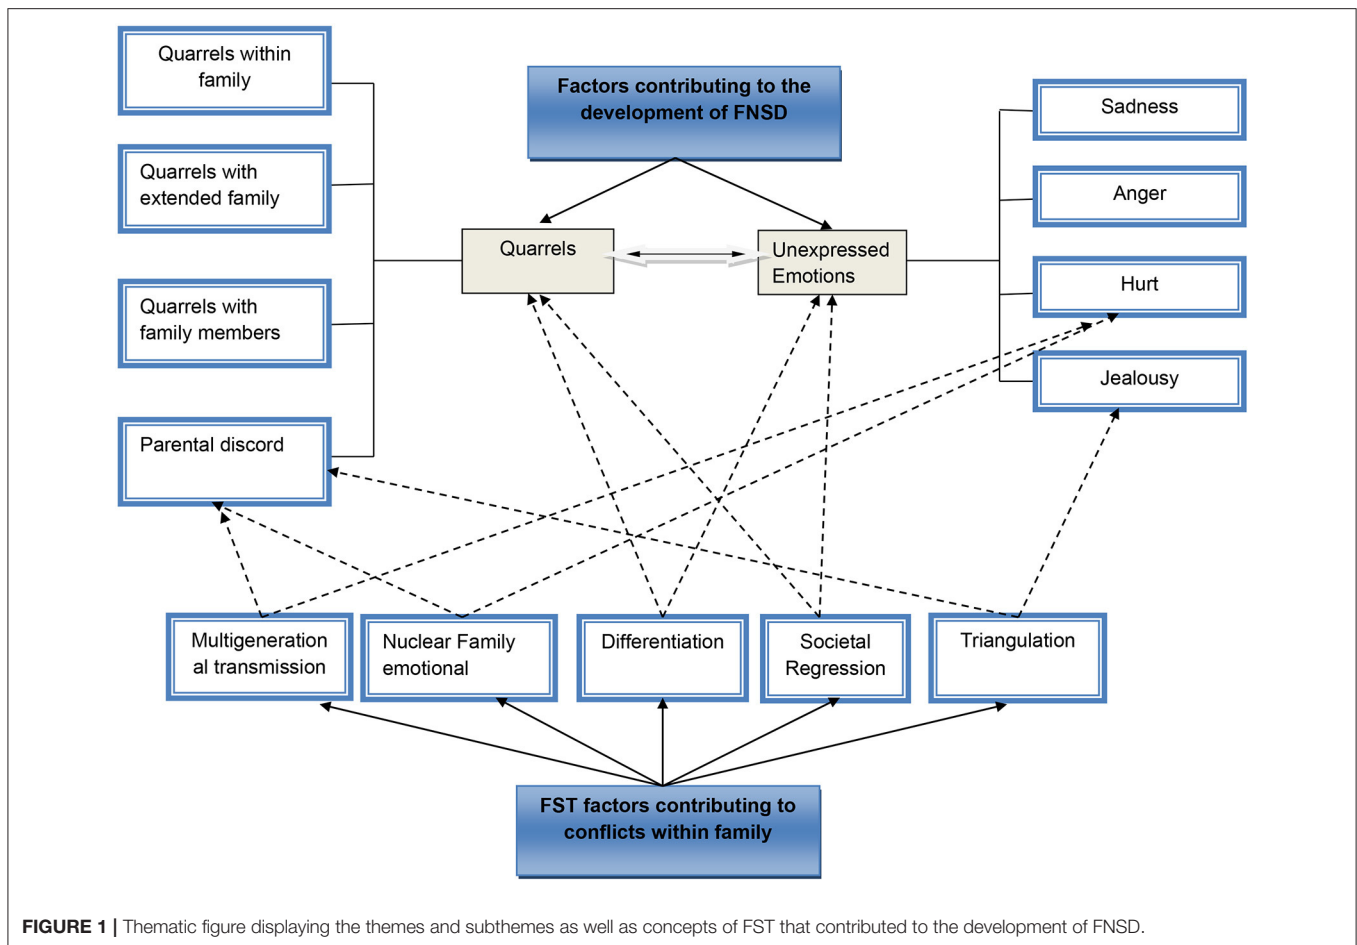 Quarrels within
family
Factors contributing to the
development of FNSD
Sadness
Quarrels with
extended family
Anger
Quarrels
Unexpressed
Emotions
Hurt
Quarrels with
family members
Jealousy
Parental discord
Multigeneration
al transmission
Nuclear Family
emotional
Differentiation
Societal
Regression
Triangulation
FST factors contributing to
conflicts within family
FIGURE 1 | Thematic figure displaying the themes and subthemes as well as concepts of FST that contributed to the development of FNSD.